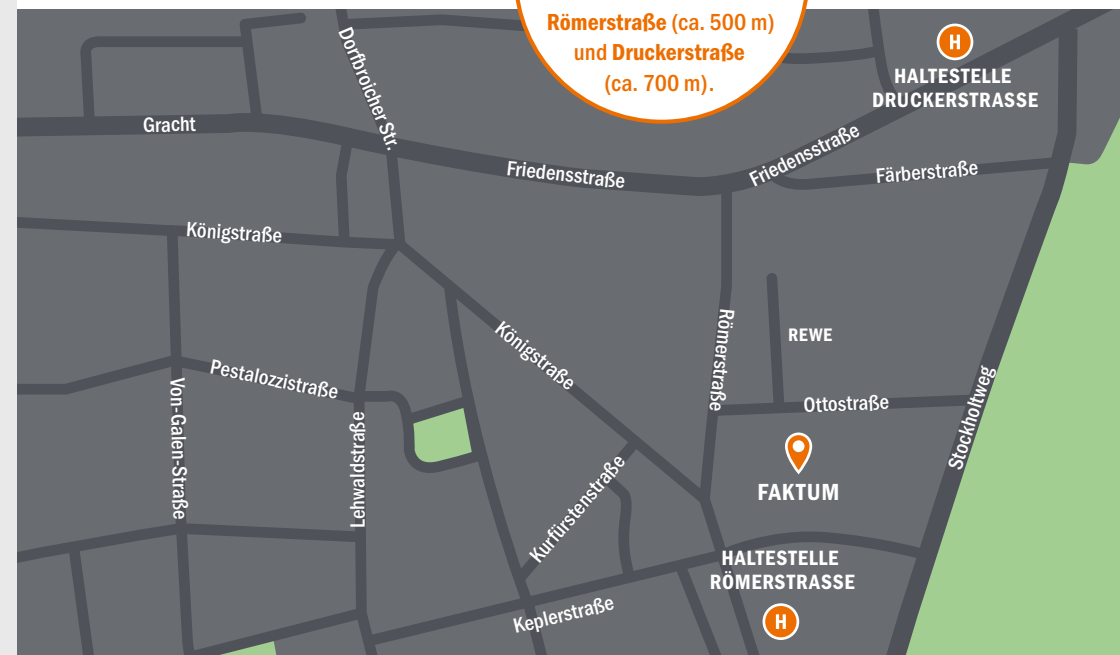 Römerstraße (ca. 500 m)
und Druckerstraße
(ca. 700 m).
H
HALTESTELLE
DRUCKERSTRASSE
Dorfbroicher Str.
Gracht
Friedensstraße
Friedensstraße
Färberstraße
Königstraße
Königstraße
Römerstraße
REWE
Pestalozzistraße
Von-Galen-Straße
Lehwaldstraße
Ottostraße
Stockholtweg
FAKTUM
Kurfürstenstraße
HALTESTELLE
RÖMERSTRASSE
H
Keplerstraße